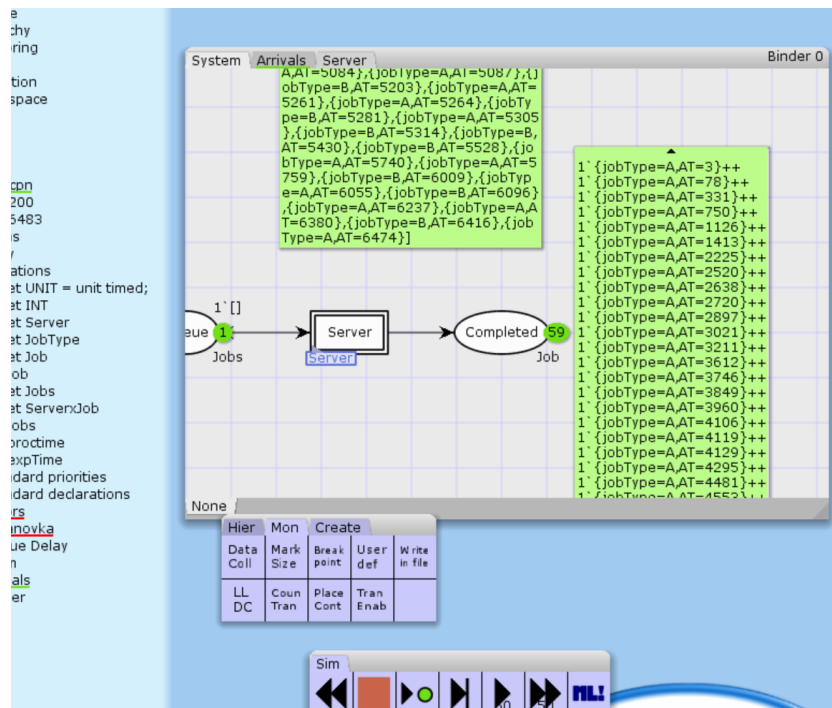 chy
ring
tion
space
cpn
200
6483
ations
et UNIT = unit timed;
et INT
et Server
et JobType
et Job
ob
et Jobs
et ServerxJob
obs
proctime
expTime
ndard priorities
ndard declarations
ors
anovka
ue Delay
als
er
System
Arrivals
Server
Binder 0
A,AT=5084},{jobType=A,AT=5087},{j
obType=B,AT=5203},{jobType=A,AT=
5261},{jobType=A,AT=5264},{jobTy
pe=B,AT=5281},{jobType=A,AT=5305
},{jobType=B,AT=5314},{jobType=B,
AT=5430},{jobType=B,AT=5528},{jo
bType=A,AT=5740},{jobType=A,AT=5
759},{jobType=B,AT=6009},{jobTyp
e=A,AT=6055},{jobType=B,AT=6096}
,{jobType=A,AT=6237},{jobType=A,A
T=6380},{jobType=B,AT=6416},{job
Type=A,AT=6474}]
1`[]
eue
1
Jobs
Server
Server
Completed
59
Job
1`{jobType=A,AT=3}++
1`{jobType=A,AT=78}++
1`{jobType=A,AT=331}++
1`{jobType=A,AT=750}++
1`{jobType=A,AT=1126}++
1`{jobType=A,AT=1413}++
1`{jobType=A,AT=2225}++
1`{jobType=A,AT=2520}++
1`{jobType=A,AT=2638}++
1`{jobType=A,AT=2720}++
1`{jobType=A,AT=2897}++
1`{jobType=A,AT=3021}++
1`{jobType=A,AT=3211}++
1`{jobType=A,AT=3612}++
1`{jobType=A,AT=3746}++
1`{jobType=A,AT=3849}++
1`{jobType=A,AT=3960}++
1`{jobType=A,AT=4106}++
1`{jobType=A,AT=4119}++
1`{jobType=A,AT=4129}++
1`{jobType=A,AT=4295}++
1`{jobType=A,AT=4481}++
1`{jobType=A,AT=4553}++
None
Hier
Mon
Create
Data Coll
Mark Size
Break point
User def
Write in file
LL DC
Coun Tran
Place Cont
Tran Enab
Sim
ML!